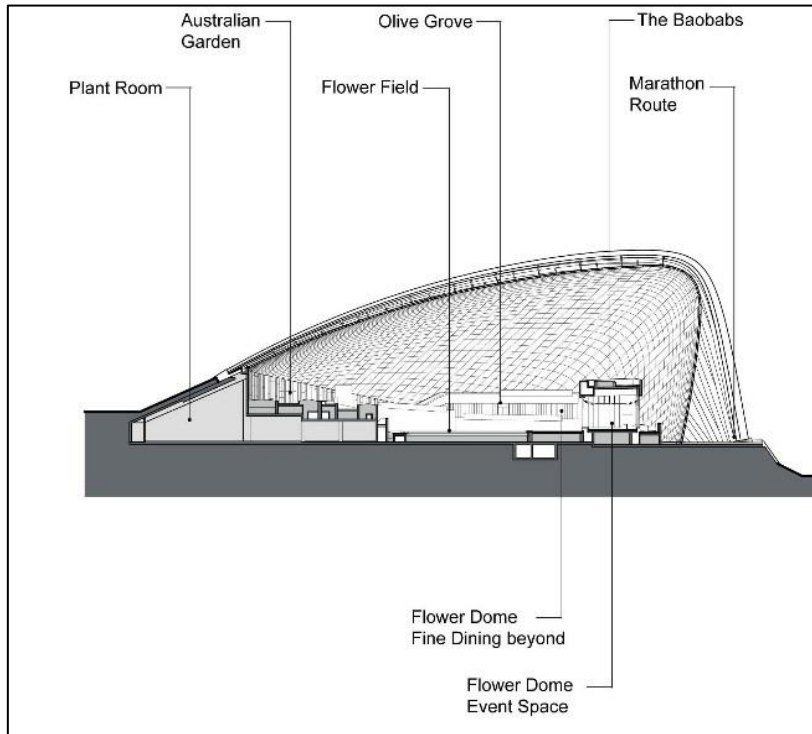 Australian
Garden
Olive Grove
The Baobabs
Plant Room
Flower Field
Marathon
Route
Flower Dome
Fine Dining beyond
Flower Dome
Event Space